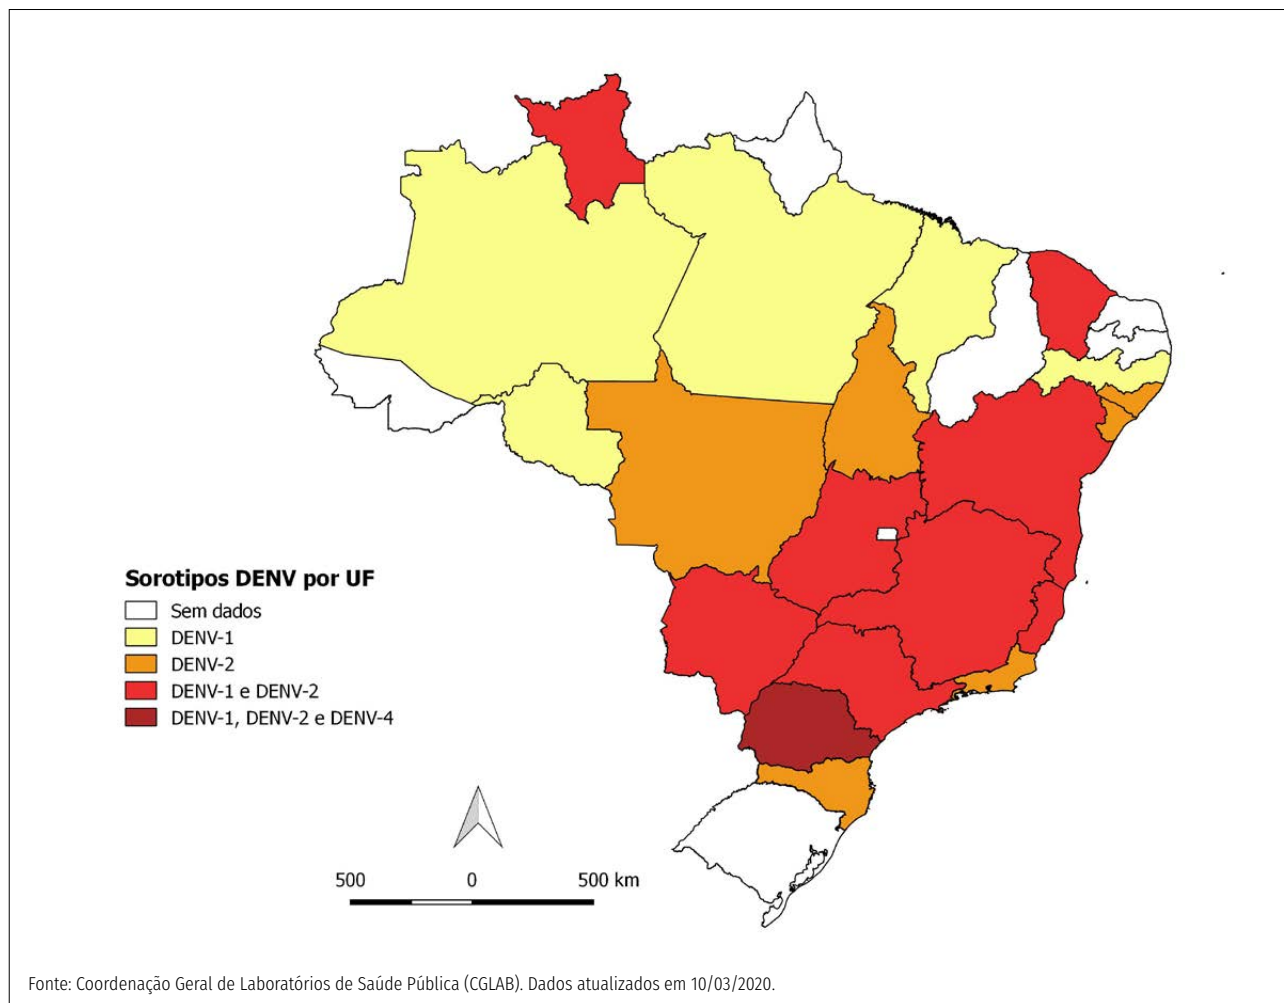 Sorotipos DENV por UF
Sem dados
DENV-1
DENV-2
DENV-1 e DENV-2
DENV-1, DENV-2 e DENV-4
500 0 500 km
Fonte: Coordenação Geral de Laboratórios de Saúde Pública (CGLAB). Dados atualizados em 10/03/2020.